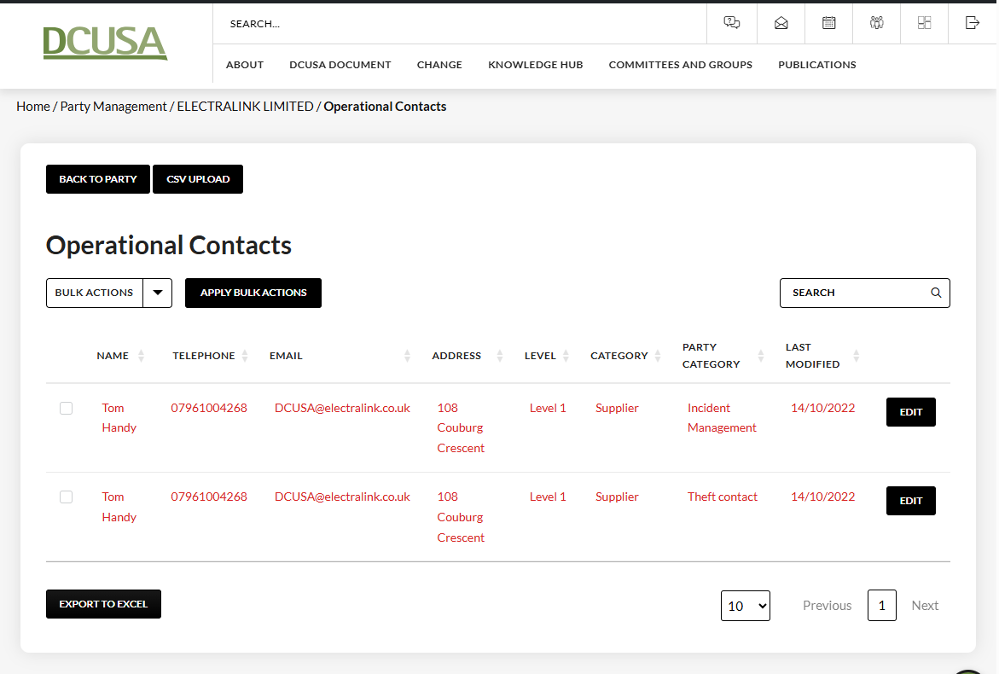 DCUSA
SEARCH...
ABOUT DCUSA DOCUMENT CHANGE KNOWLEDGE HUB COMMITTEES AND GROUPS PUBLICATIONS
Home / Party Management / ELECTRALINK LIMITED / Operational Contacts
BACK TO PARTY CSV UPLOAD
Operational Contacts
BULK ACTIONS APPLY BULK ACTIONS SEARCH
NAME TELEPHONE EMAIL ADDRESS LEVEL CATEGORY PARTY CATEGORY LAST MODIFIED
Tom Handy 07961004268 DCUSA@electralink.co.uk 108 Couburg Crescent Level 1 Supplier Incident Management 14/10/2022 EDIT
Tom Handy 07961004268 DCUSA@electralink.co.uk 108 Couburg Crescent Level 1 Supplier Theft contact 14/10/2022 EDIT
EXPORT TO EXCEL 10 Previous 1 Next